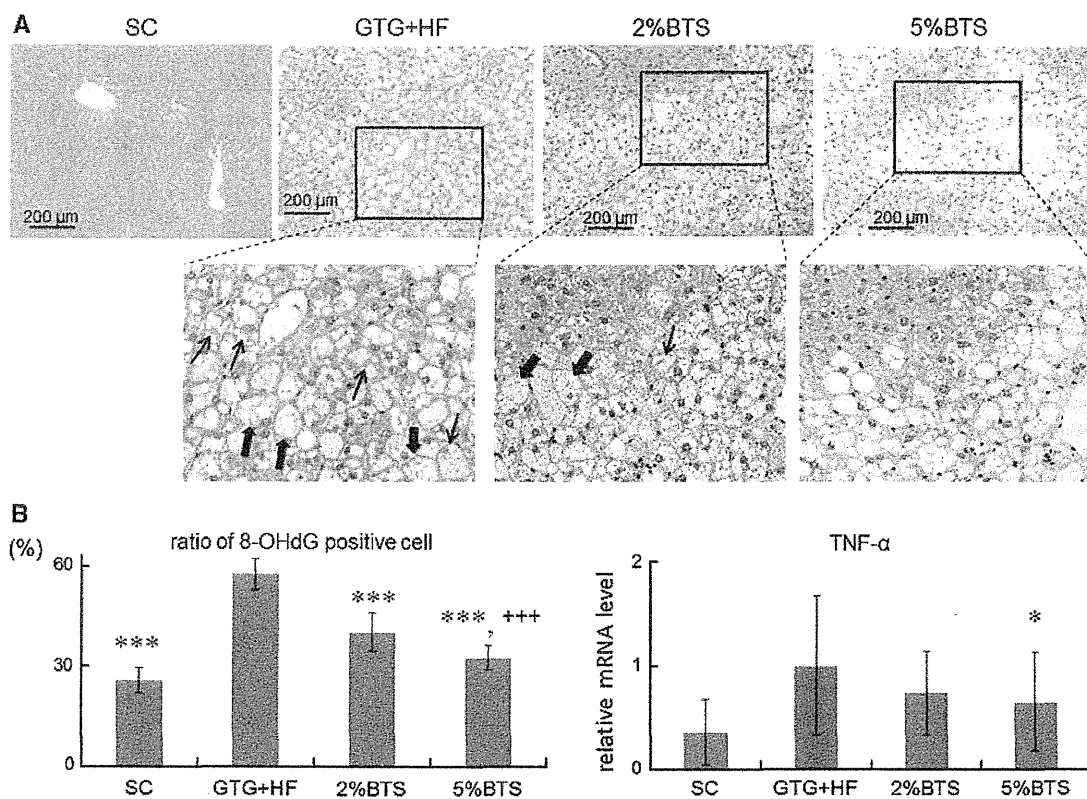 A
SC GTG+HF 2%BTS 5%BTS
200 µm 200 µm 200 µm 200 µm
B
(%) ratio of 8-OHdG positive cell
60
30
0
*** *** ***, +++
SC GTG+HF 2%BTS 5%BTS
TNF-α
relative mRNA level
2
1
0
*
SC GTG+HF 2%BTS 5%BTS